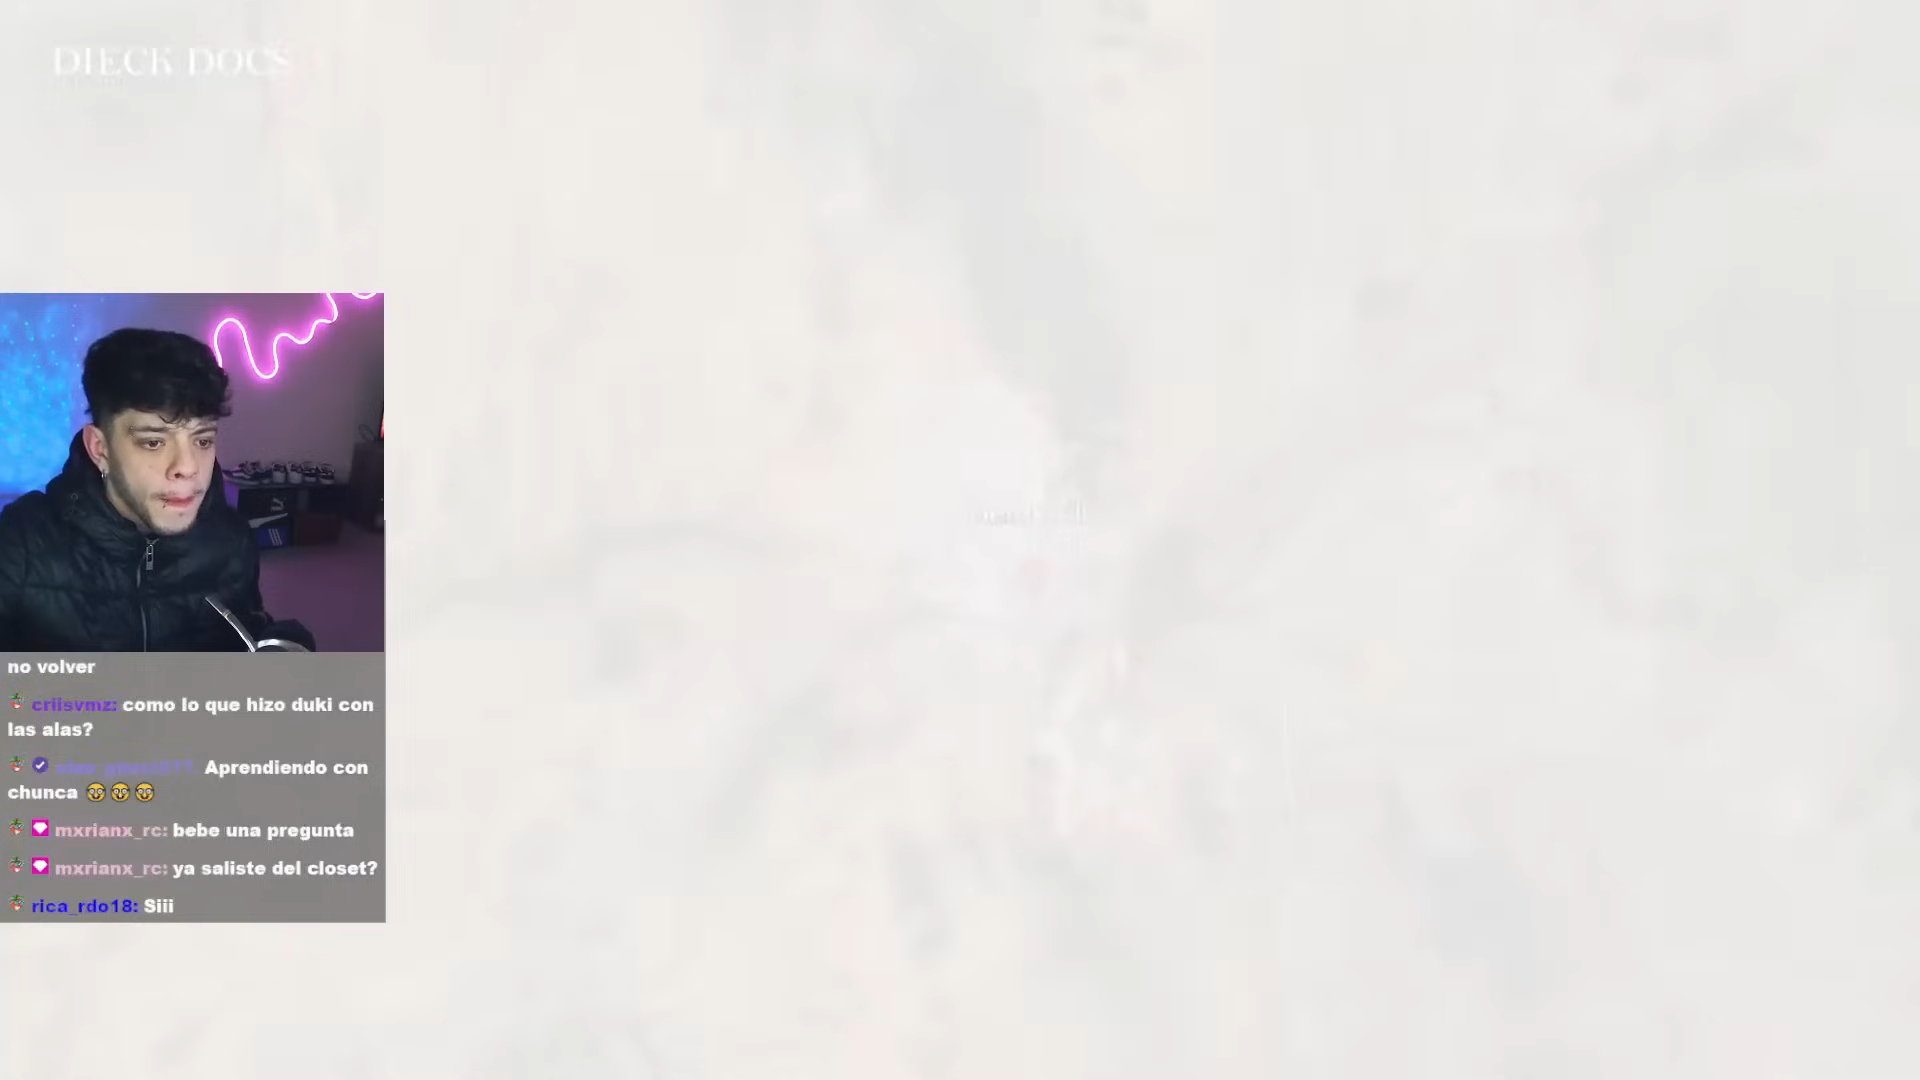 DIECK DOCS
no volver
criisvmz: como lo que hizo duki con
las alas?
Aprendiendo con
chunca 🤓🤓🤓
mxrianx_rc: bebe una pregunta
mxrianx_rc: ya saliste del closet?
rica_rdo18: Siii